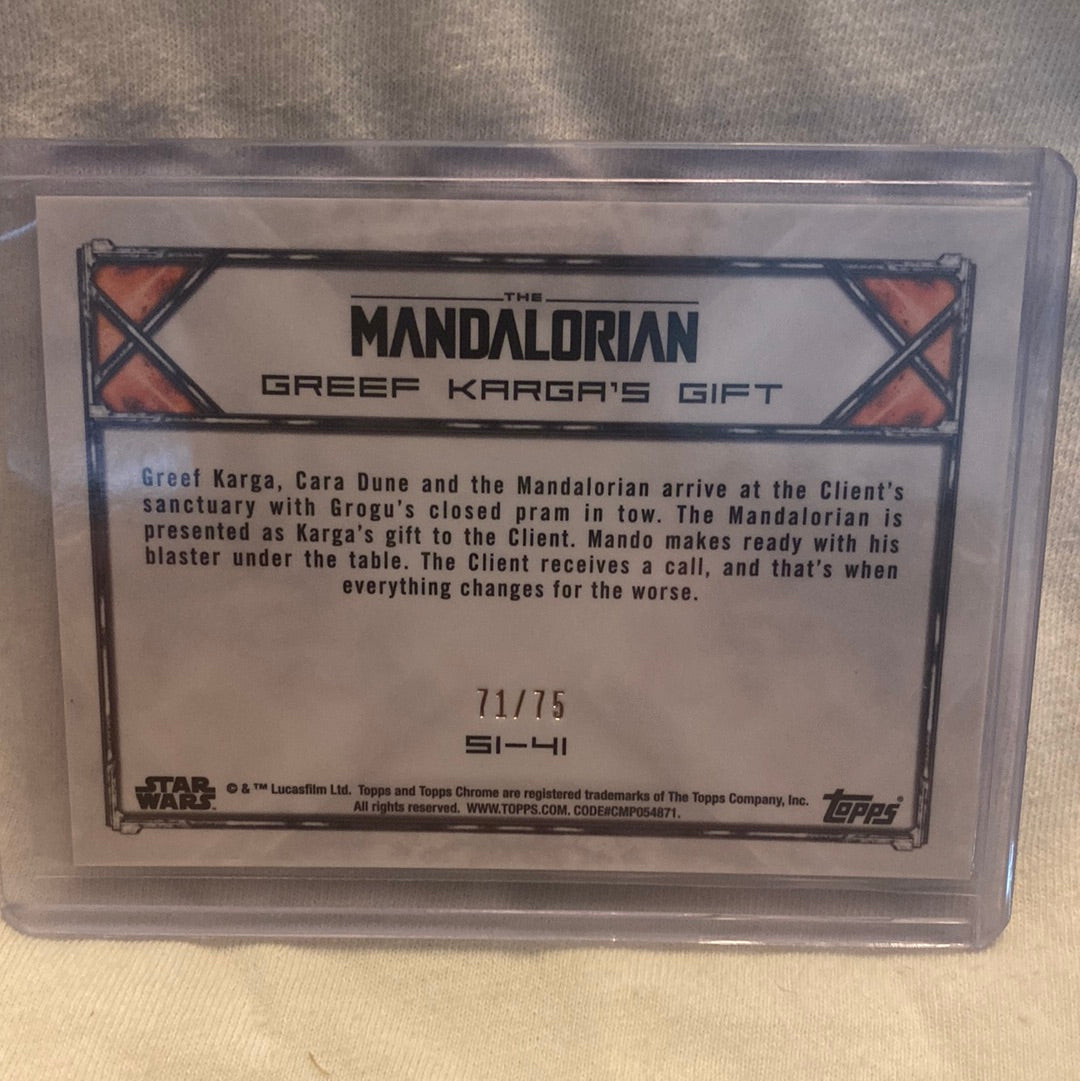 THE
MANDALORIAN
GREEF KARGA'S GIFT
Greef Karga, Cara Dune and the Mandalorian arrive at the Client's
sanctuary with Grogu's closed pram in tow. The Mandalorian is
presented as Karga's gift to the Client. Mando makes ready with his
blaster under the table. The Client receives a call, and that's when
everything changes for the worse.
71/75
S1-41
STAR
WARS
© & ™ Lucasfilm Ltd. Topps and Topps Chrome are registered trademarks of The Topps Company, Inc.
All rights reserved. WWW.TOPPS.COM. CODE#CMP054871.
topps®